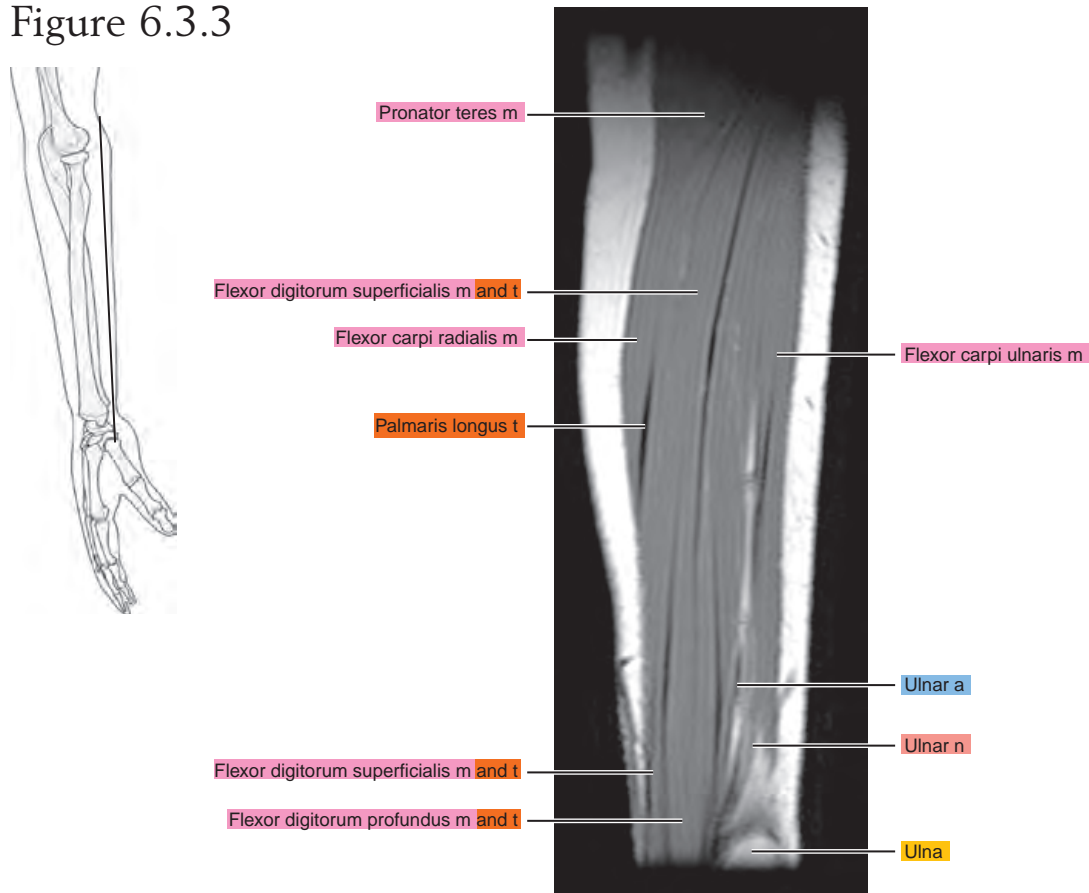 Figure 6.3.3
Pronator teres m
Flexor digitorum superficialis m and t
Flexor carpi radialis m
Flexor carpi ulnaris m
Palmaris longus t
Ulnar a
Ulnar n
Flexor digitorum superficialis m and t
Flexor digitorum profundus m and t
Ulna